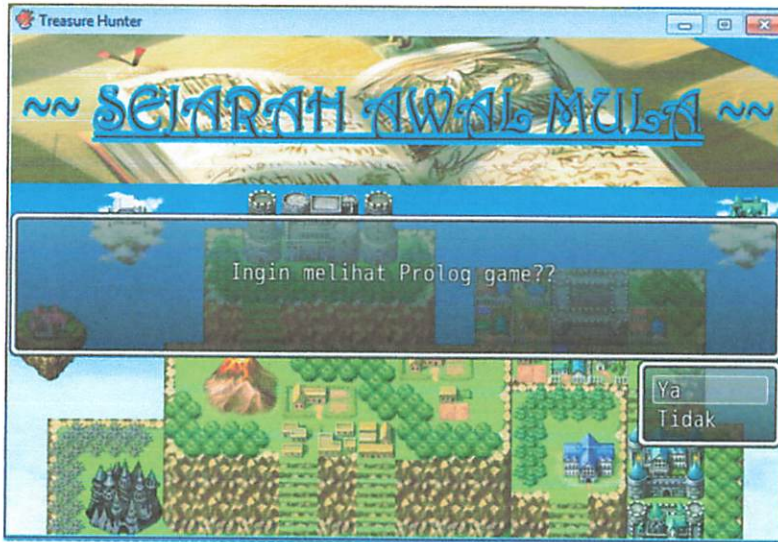 Treasure Hunter
~~ SEJARAH AWAL MULA ~~
Ingin melihat Prolog game??
Ya
Tidak